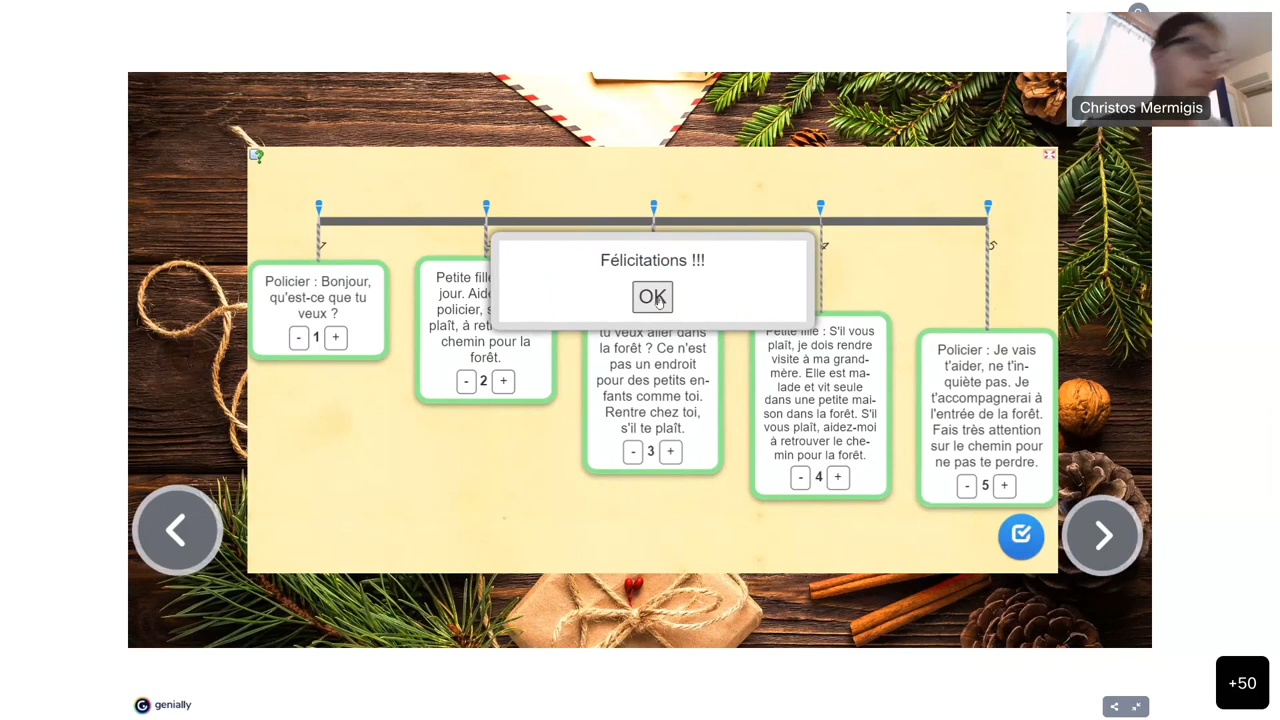 Christos Mermigis
Félicitations !!!
OK
1
4
5
Policier : Bonjour,
qu'est-ce que tu
veux ?
- 1 +
Petite fille
jour. Aide
policier, s
plaît, à ret
chemin pour la
forêt.
- 2 +
tu veux aller dans
la forêt ? Ce n'est
pas un endroit
pour des petits en-
fants comme toi.
Rentre chez toi,
s'il te plaît.
- 3 +
Petite fille : S'il vous
plaît, je dois rendre
visite à ma grand-
mère. Elle est ma-
lade et vit seule
dans une petite mai-
son dans la forêt. S'il
vous plaît, aidez-moi
à retrouver le che-
min pour la forêt.
- 4 +
Policier : Je vais
t'aider, ne t'in-
quiète pas. Je
t'accompagnerai à
l'entrée de la forêt.
Fais très attention
sur le chemin pour
ne pas te perdre.
- 5 +
genially
+50